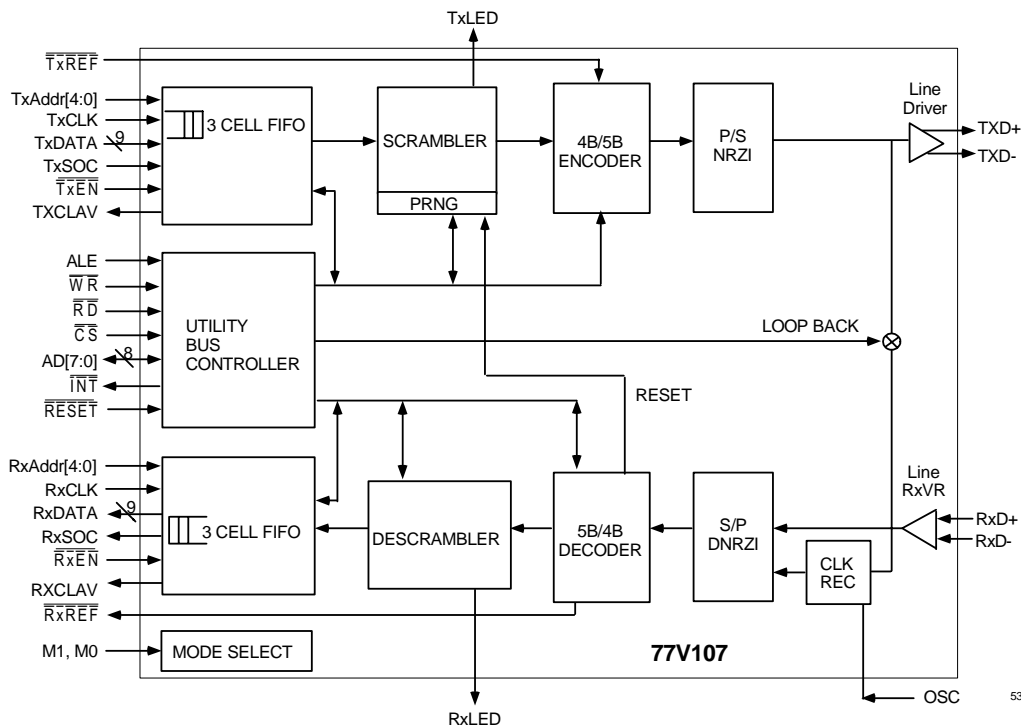 TxLED
TxREF
TxAddr[4:0]
TxCLK
TxDATA
9
TxSOC
TxEN
TXCLAV
3 CELL FIFO
SCRAMBLER
PRNG
4B/5B
ENCODER
P/S
NRZI
Line
Driver
TXD+
TXD-
ALE
WR
RD
CS
AD[7:0]
8
INT
RESET
UTILITY
BUS
CONTROLLER
LOOP BACK
RESET
RxAddr[4:0]
RxCLK
RxDATA
9
RxSOC
RxEN
RXCLAV
RxREF
3 CELL FIFO
DESCRAMBLER
5B/4B
DECODER
S/P
DNRZI
CLK
REC
Line
RxVR
RxD+
RxD-
M1, M0
MODE SELECT
77V107
OSC
53
RxLED